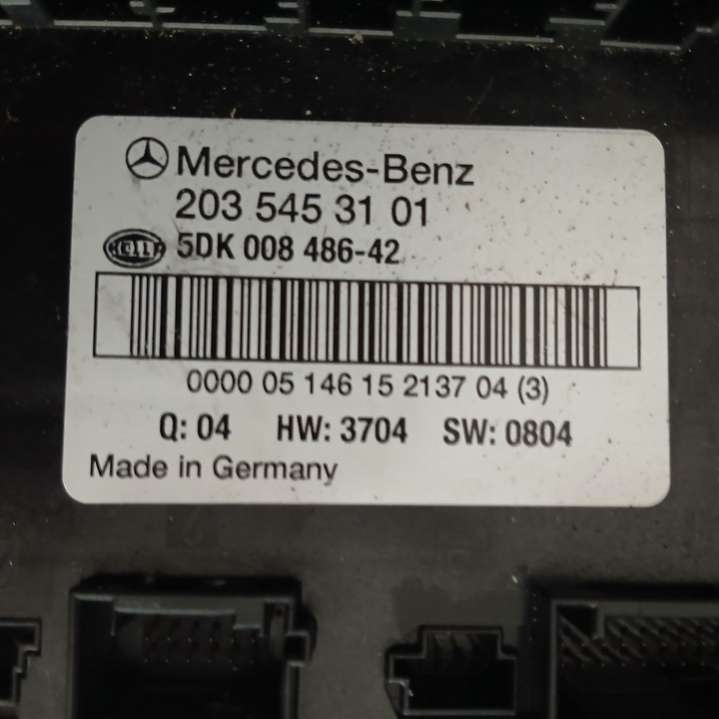 Mercedes-Benz
203 545 31 01
HELLA 5DK 008 486-42
0000 05 146 15 2137 04 (3)
Q: 04 HW: 3704 SW: 0804
Made in Germany